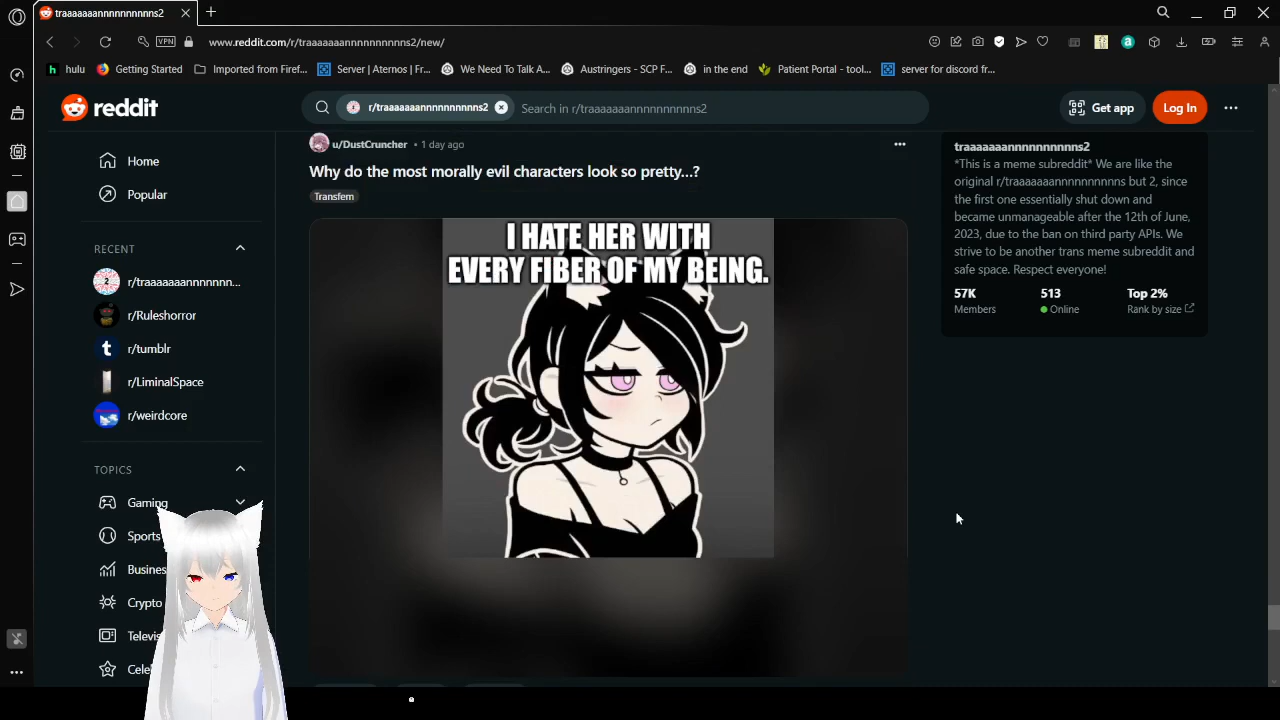 traaaaaaannnnnnnnnns2
VPN
www.reddit.com/r/traaaaaaannnnnnnnnns2/new/
hulu
Getting Started
Imported from Firef...
Server | Aternos | Fr...
We Need To Talk A...
Austringers - SCP F...
in the end
Patient Portal - tool...
server for discord fr...
reddit
r/traaaaaaannnnnnnnnns2
Search in r/traaaaaaannnnnnnnnns2
Get app
Log In
Home
Popular
RECENT
r/traaaaaaannnnnnn...
r/Ruleshorror
r/tumblr
r/LiminalSpace
r/weirdcore
TOPICS
Gaming
Sports
Busines
Crypto
Televi
Cele
u/DustCruncher • 1 day ago
Why do the most morally evil characters look so pretty...?
Transfem
I HATE HER WITH
EVERY FIBER OF MY BEING.
traaaaaaannnnnnnnnns2
*This is a meme subreddit* We are like the
original r/traaaaaaannnnnnnnnns but 2, since
the first one essentially shut down and
became unmanageable after the 12th of June,
2023, due to the ban on third party APIs. We
strive to be another trans meme subreddit and
safe space. Respect everyone!
57K
513
Top 2%
Members
Online
Rank by size